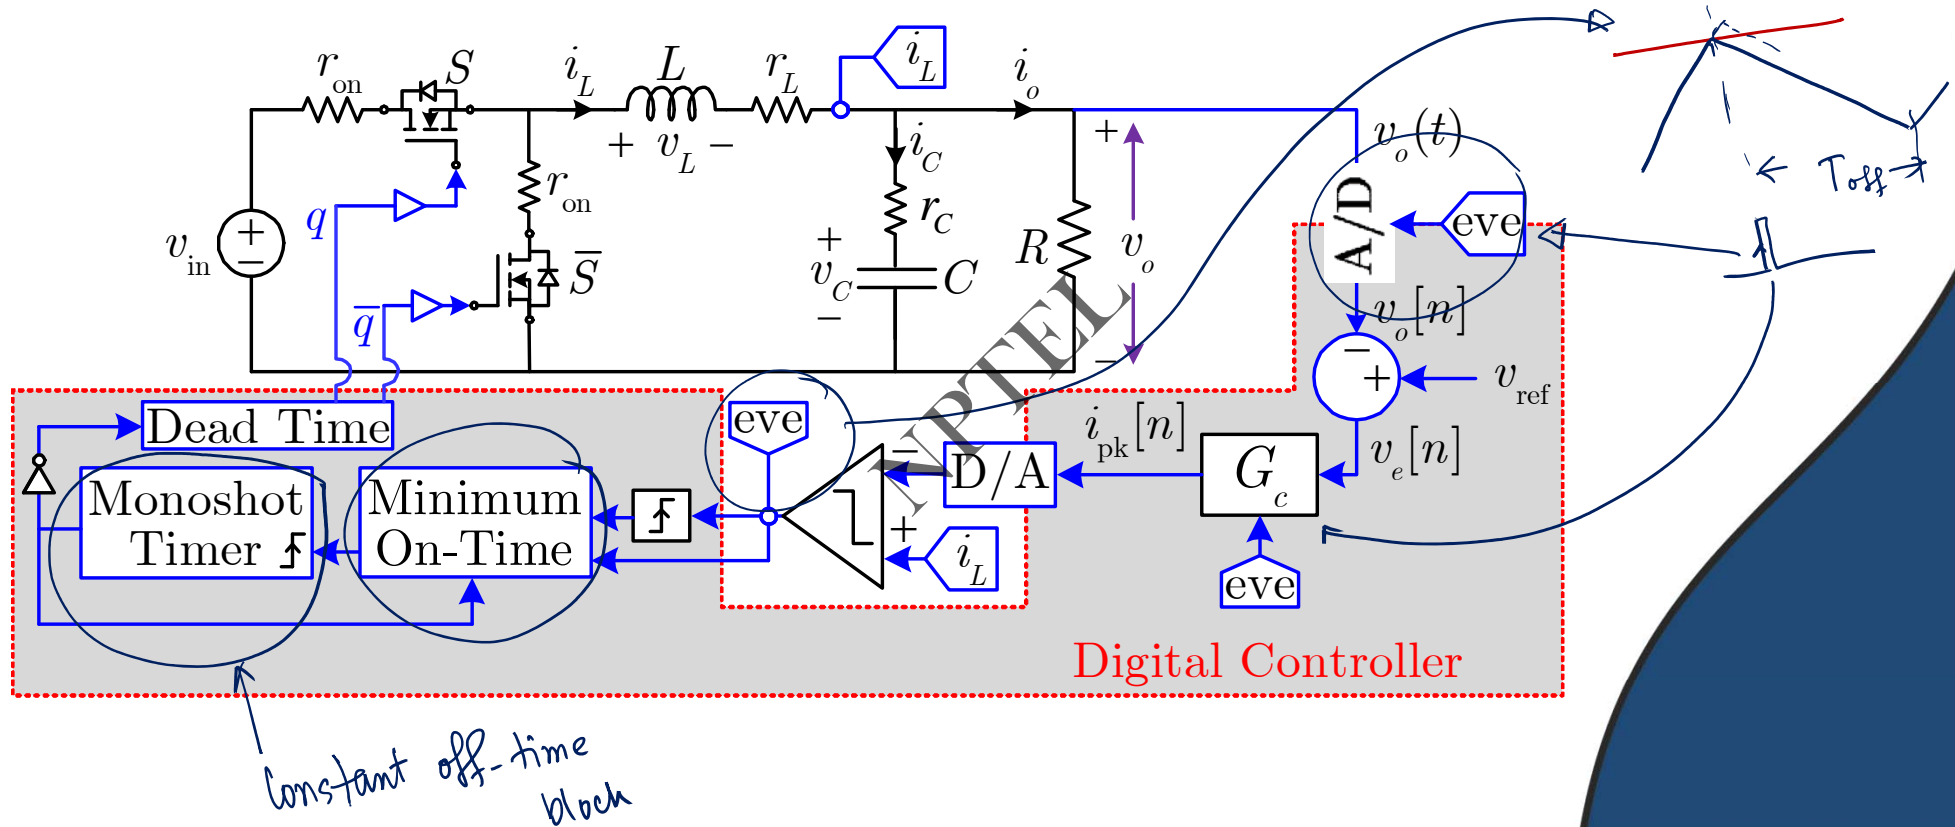 r_on
S
i_L
L
r_L
i_L
i_o
+ v_L −
i_C
v_o(t)
T_off
q
r_on
r_C
+
A/D
eve
v_in
+
−
S̅
+
v_C
−
C
R
v_o
−
q̅
v_o[n]
−
+
v_ref
Dead Time
eve
i_pk[n]
v_e[n]
Monoshot
Timer
Minimum
On-Time
−
+
D/A
G_c
i_L
eve
NPTEL
Digital Controller
Constant off-time
block